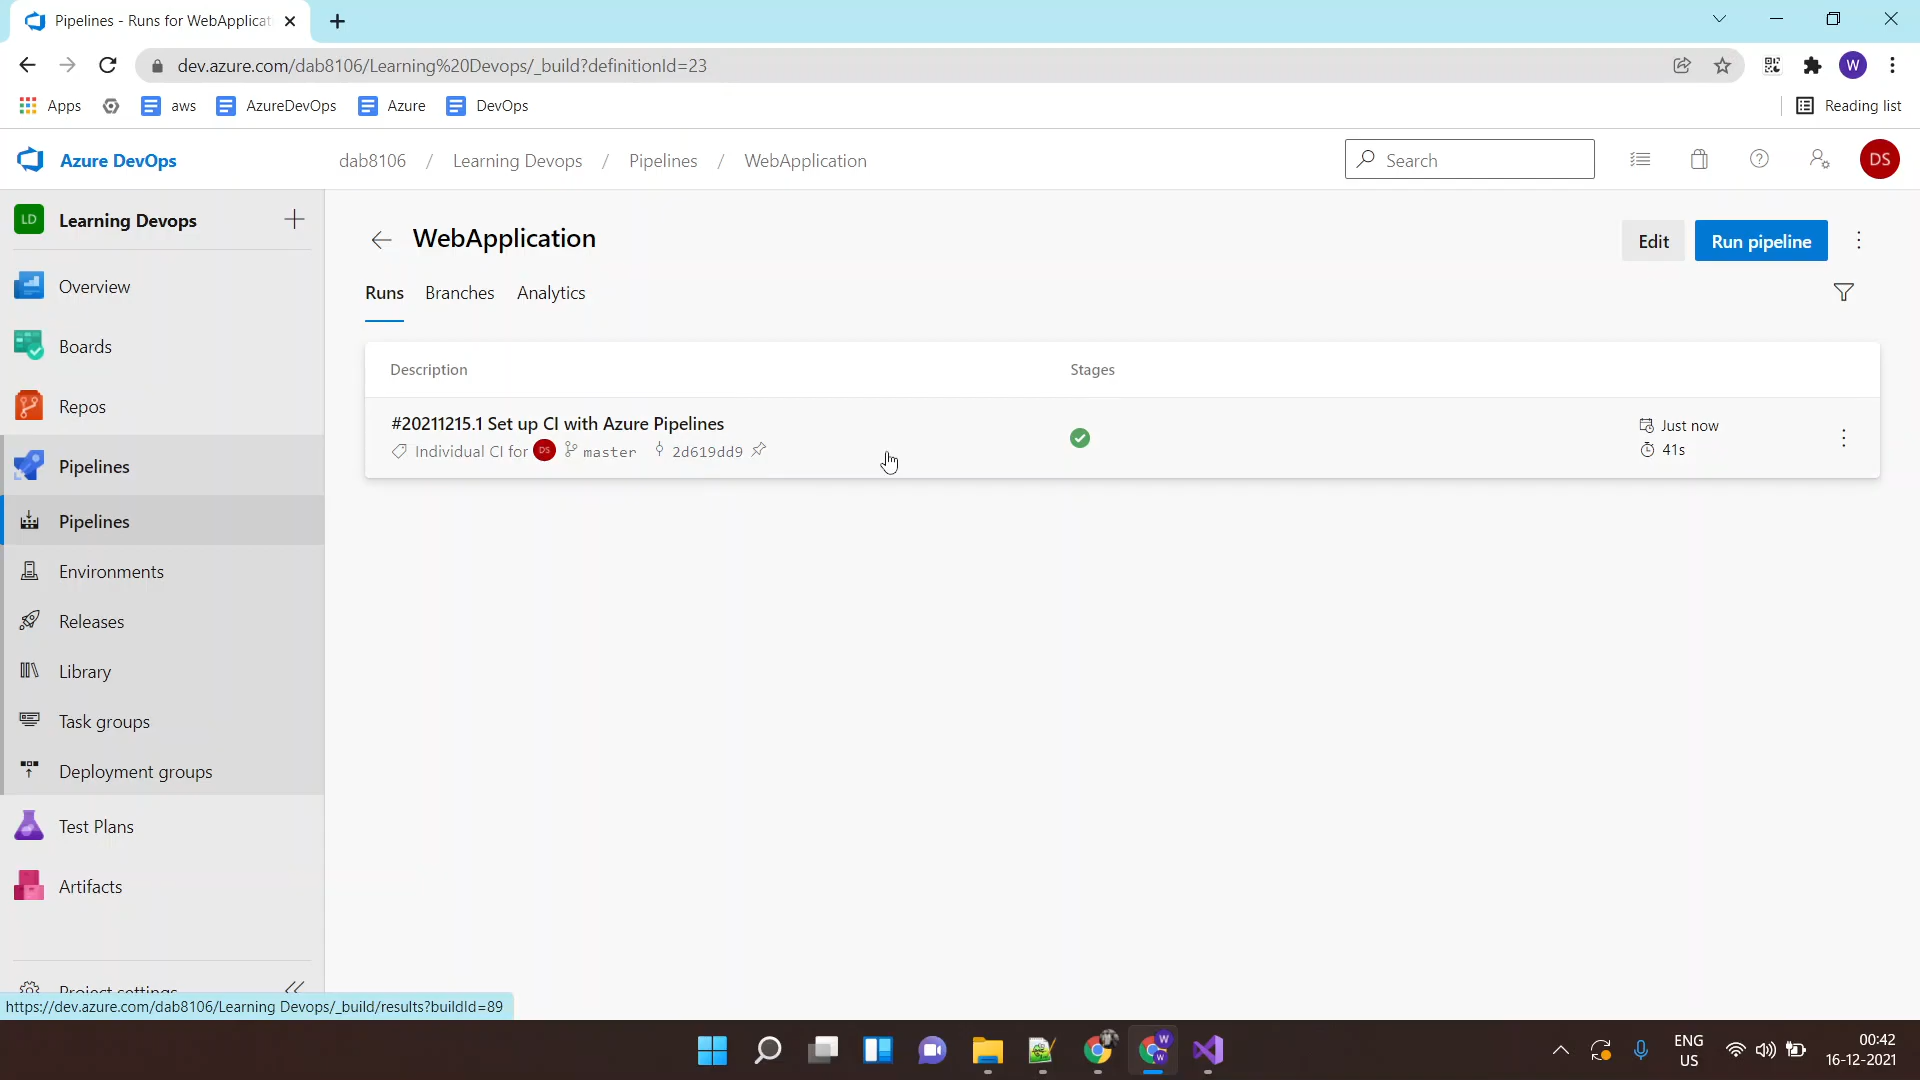 Pipelines - Runs for WebApplicat
dev.azure.com/dab8106/Learning%20Devops/_build?definitionId=23
W
Apps
aws
AzureDevOps
Azure
DevOps
Reading list
Azure DevOps
dab8106 / Learning Devops / Pipelines / WebApplication
Search
DS
LD Learning Devops
Overview
Boards
Repos
Pipelines
Pipelines
Environments
Releases
Library
Task groups
Deployment groups
Test Plans
Artifacts
Project settings
WebApplication
Edit
Run pipeline
Runs
Branches
Analytics
Description
Stages
#20211215.1 Set up CI with Azure Pipelines
Individual CI for DS master 2d619dd9
Just now
41s
https://dev.azure.com/dab8106/Learning Devops/_build/results?buildId=89
W
W
ENG
US
00:42
16-12-2021